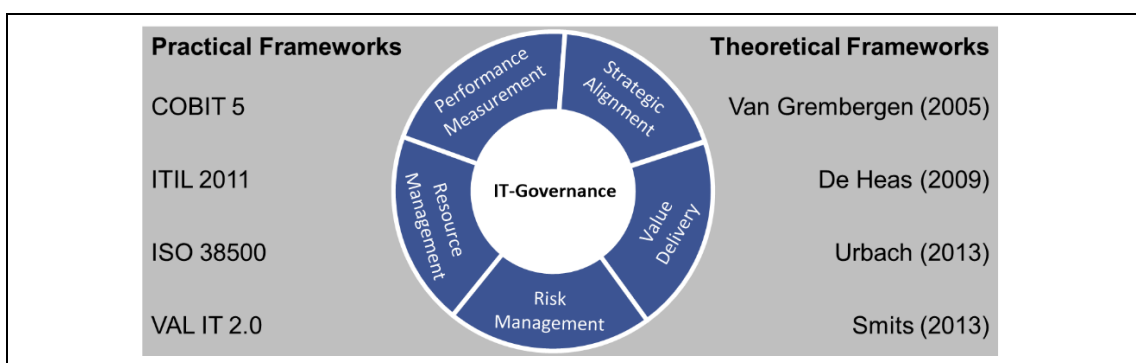 Practical Frameworks
COBIT 5
ITIL 2011
ISO 38500
VAL IT 2.0
Performance
Measurement
Strategic
Alignment
Resource
Management
IT-Governance
Value
Delivery
Risk
Management
Theoretical Frameworks
Van Grembergen (2005)
De Heas (2009)
Urbach (2013)
Smits (2013)